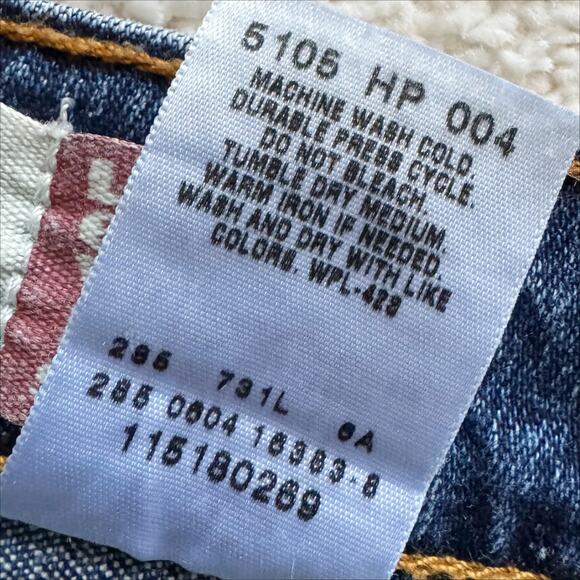 5105 HP 004
MACHINE WASH COLD.
DURABLE PRESS CYCLE.
DO NOT BLEACH.
TUMBLE DRY MEDIUM.
WARM IRON IF NEEDED.
WASH AND DRY WITH LIKE
COLORS. WPL-423
295 731L 6A
285 0604 16363-8
115180269